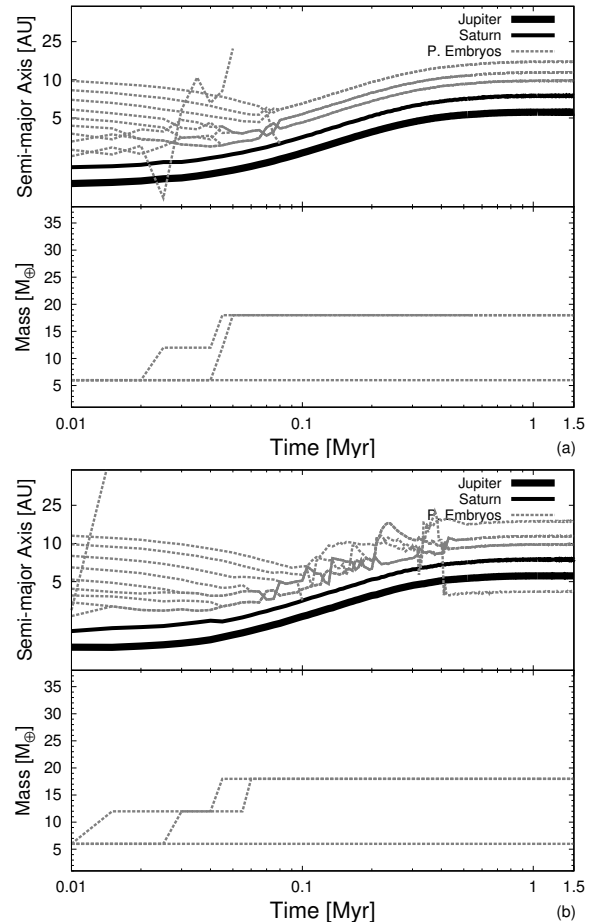 Semi-major Axis [AU]
25
10
5
Jupiter
Saturn
P. Embryos
Mass [M⊕]
35
30
25
20
15
10
5
0.01
0.1
1
1.5
Time [Myr]
(a)
Semi-major Axis [AU]
25
10
5
Jupiter
Saturn
P. Embryos
Mass [M⊕]
35
30
25
20
15
10
5
0.01
0.1
1
1.5
Time [Myr]
(b)